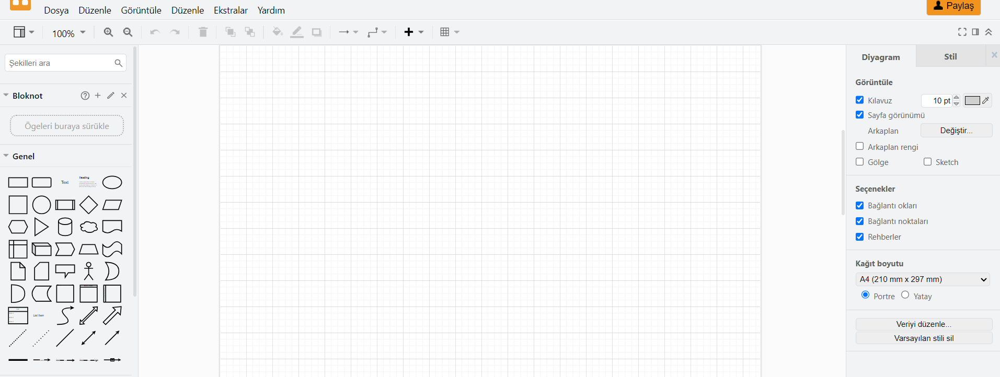 Dosya Düzenle Görüntüle Düzenle Ekstralar Yardım
Paylaş
100%
Şekilleri ara
Bloknot
Ögeleri buraya sürükle
Genel
Text
Heading
List Item
Diyagram Stil
Görüntüle
Kılavuz 10 pt
Sayfa görünümü
Arkaplan Değiştir...
Arkaplan rengi
Gölge Sketch
Seçenekler
Bağlantı okları
Bağlantı noktaları
Rehberler
Kağıt boyutu
A4 (210 mm x 297 mm)
Portre Yatay
Veriyi düzenle...
Varsayılan stili sil